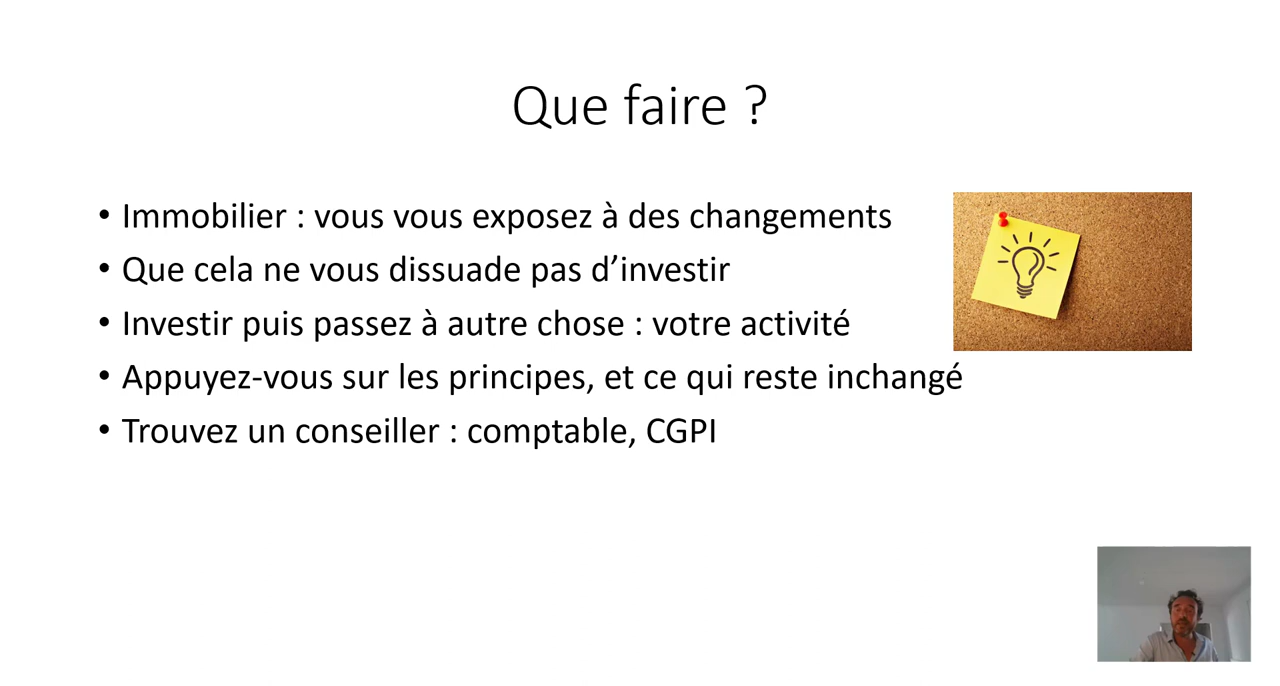 Que faire ?
• Immobilier : vous vous exposez à des changements
• Que cela ne vous dissuade pas d’investir
• Investir puis passez à autre chose : votre activité
• Appuyez-vous sur les principes, et ce qui reste inchangé
• Trouvez un conseiller : comptable, CGPI